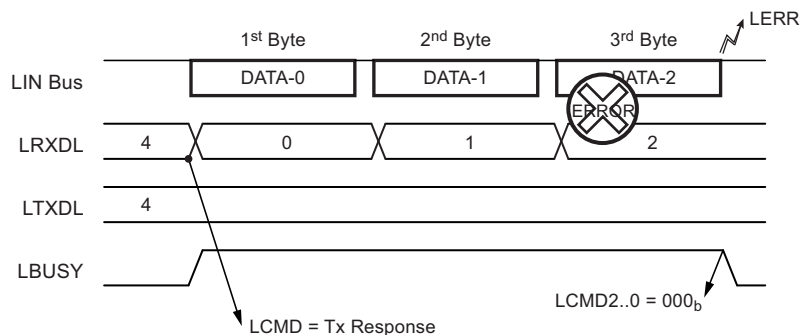 LERR
1st Byte 2nd Byte 3rd Byte
LIN Bus DATA-0 DATA-1 DATA-2
ERROR
LRXDL 4 0 1 2
LTXDL 4
LBUSY
LCMD2..0 = 000b
LCMD = Tx Response